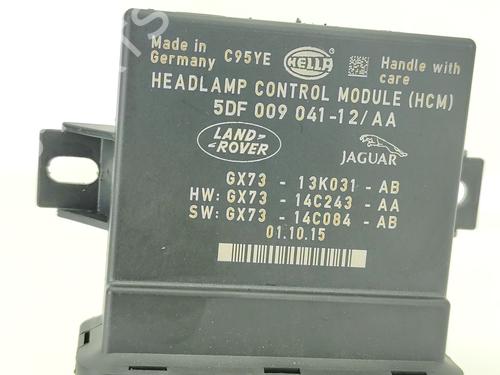 Made in
Germany
C95YE
HELLA
Handle with
care
HEADLAMP CONTROL MODULE (HCM)
5DF 009 041-12/AA
LAND-
ROVER
JAGUAR
GX73 - 13K031 - AB
HW: GX73 - 14C243 - AA
SW: GX73 - 14C084 - AB
01.10.15